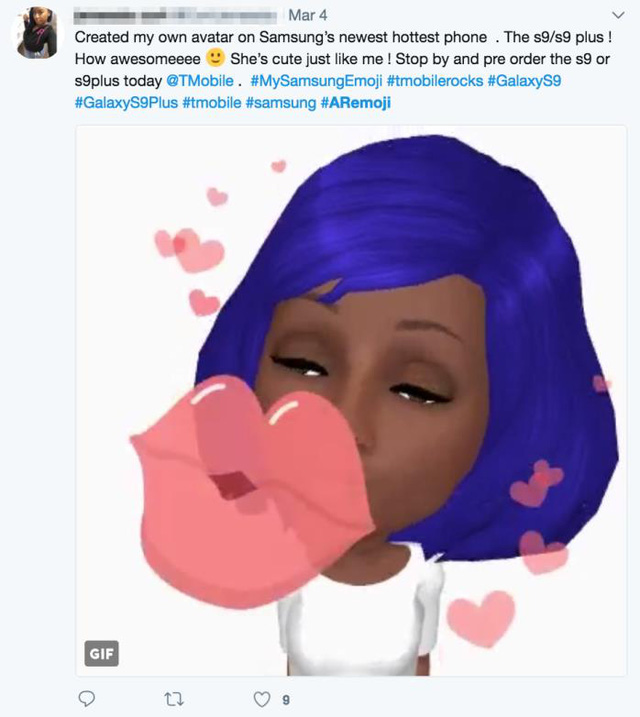 Mar 4
Created my own avatar on Samsung's newest hottest phone . The s9/s9 plus !
How awesomeeee 🙂 She's cute just like me ! Stop by and pre order the s9 or
s9plus today @TMobile . #MySamsungEmoji #tmobilerocks #GalaxyS9
#GalaxyS9Plus #tmobile #samsung #ARemoji
GIF
9